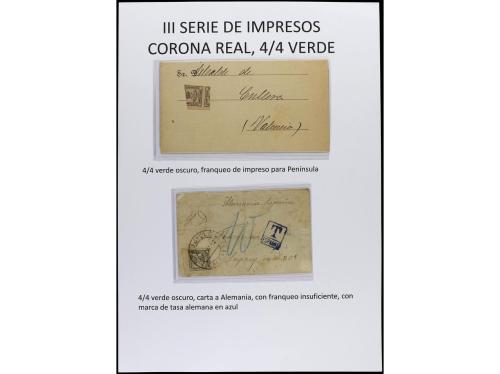 III SERIE DE IMPRESOS
CORONA REAL, 4/4 VERDE
Sr. Alcalde de
Cullera
(Valencia)
4/4 verde oscuro, franqueo de impreso para Península
T
4/4 verde oscuro, carta a Alemania, con franqueo insuficiente, con
marca de tasa alemana en azul